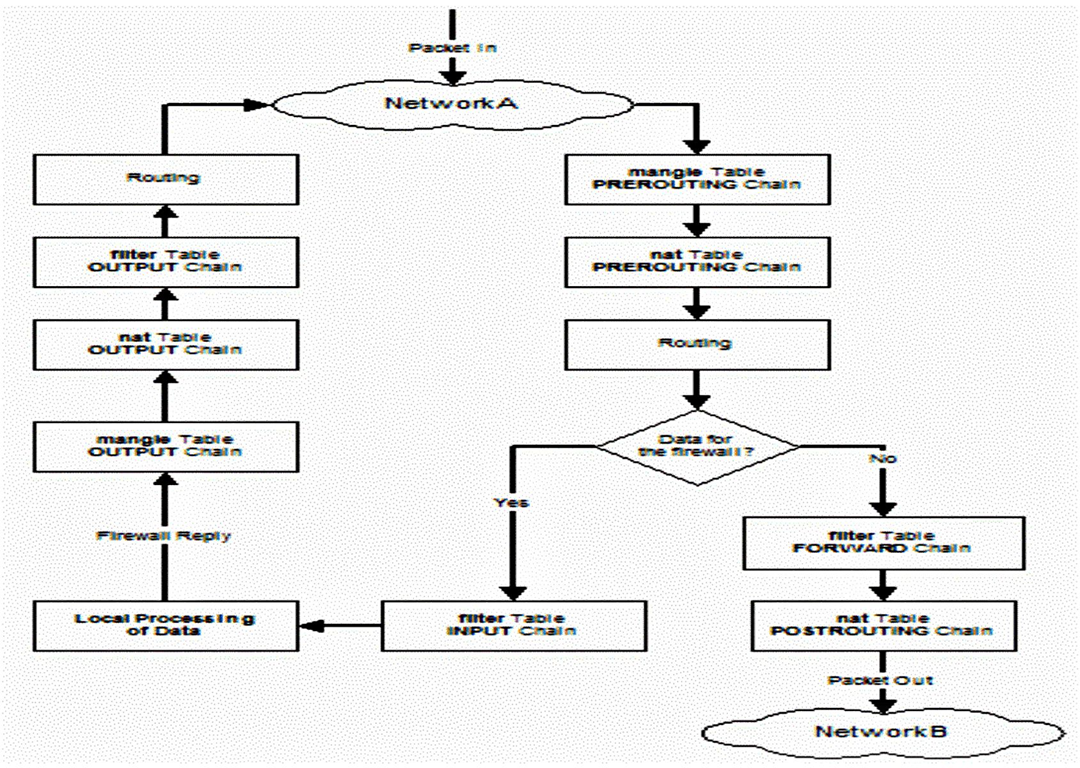 Packet In
NetworkA
Routing
mangle Table
PREROUTING Chain
filter Table
OUTPUT Chain
nat Table
PREROUTING Chain
nat Table
OUTPUT Chain
Routing
mangle Table
OUTPUT Chain
Data for
the firewall?
No
Yes
Firewall Reply
filter Table
FORWARD Chain
Local Processing
of Data
filter Table
INPUT Chain
nat Table
POSTROUTING Chain
Packet Out
NetworkB